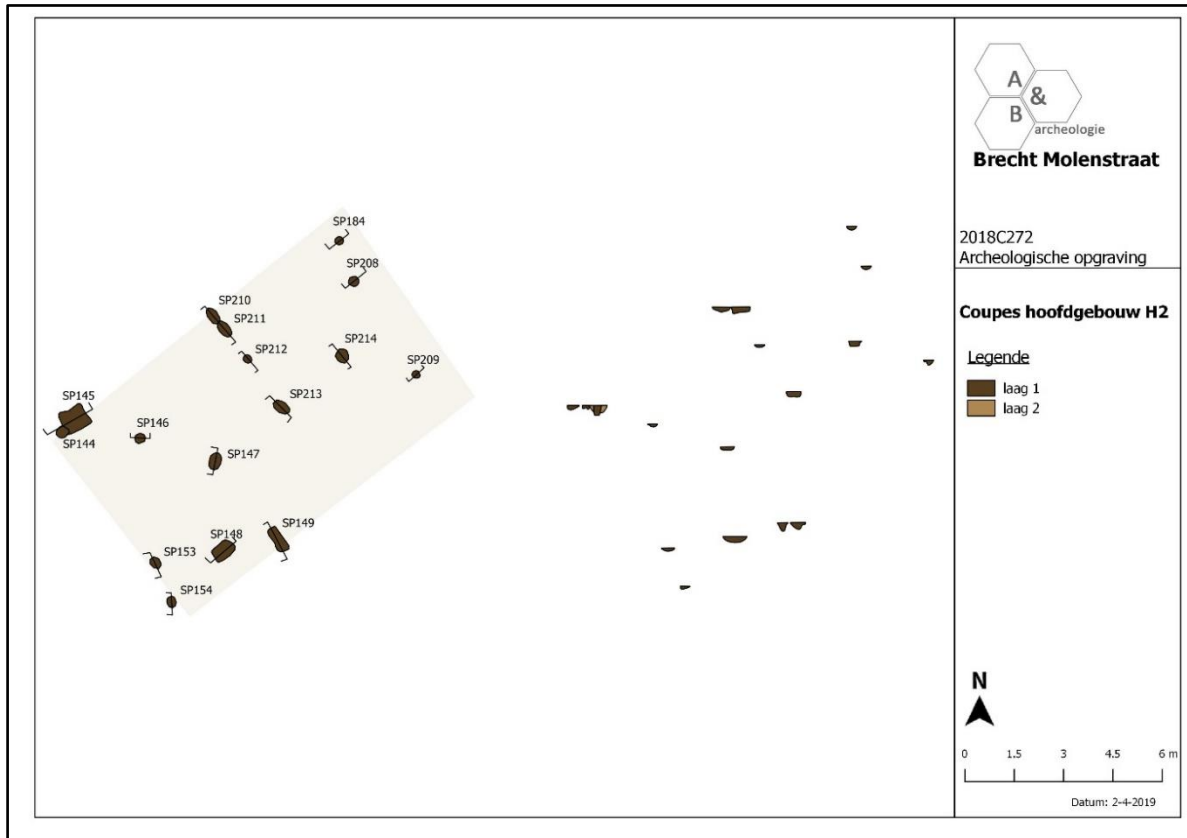 SP184
SP208
SP210
SP211
SP212
SP214
SP209
SP145
SP213
SP146
SP144
SP147
SP149
SP148
SP153
SP154
A
&
B
archeologie
Brecht Molenstraat
2018C272
Archeologische opgraving
Coupes hoofdgebouw H2
Legende
laag 1
laag 2
N
0 1.5 3 4.5 6 m
Datum: 2-4-2019